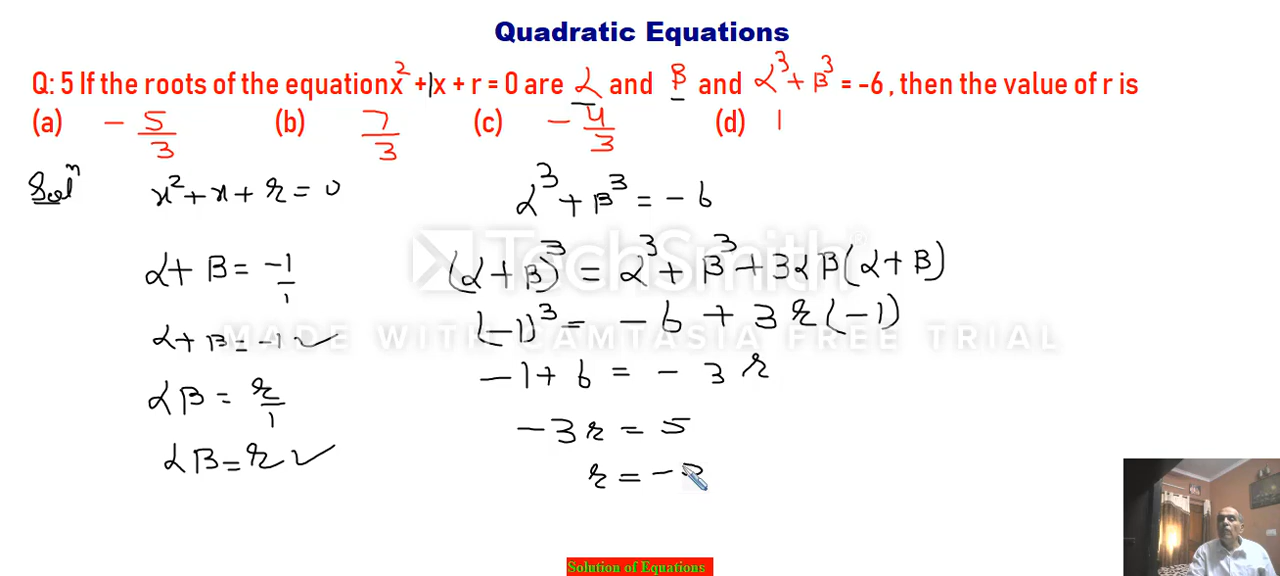 Quadratic Equations
Q: 5 If the roots of the equation x² + 1x + r = 0 are α and β and α³ + β³ = -6 , then the value of r is
(a) - 5/3 (b) 7/3 (c) - 4/3 (d) 1
Solⁿ
x² + x + r = 0
α + β = -1/1
α + β = -1 ✓
αβ = r/1
αβ = r ✓
α³ + β³ = - 6
(α + β)³ = α³ + β³ + 3αβ(α + β)
(-1)³ = - 6 + 3r(-1)
-1 + 6 = - 3r
-3r = 5
r = -
TechSmith
MADE WITH CAMTASIA FREE TRIAL
Solution of Equations